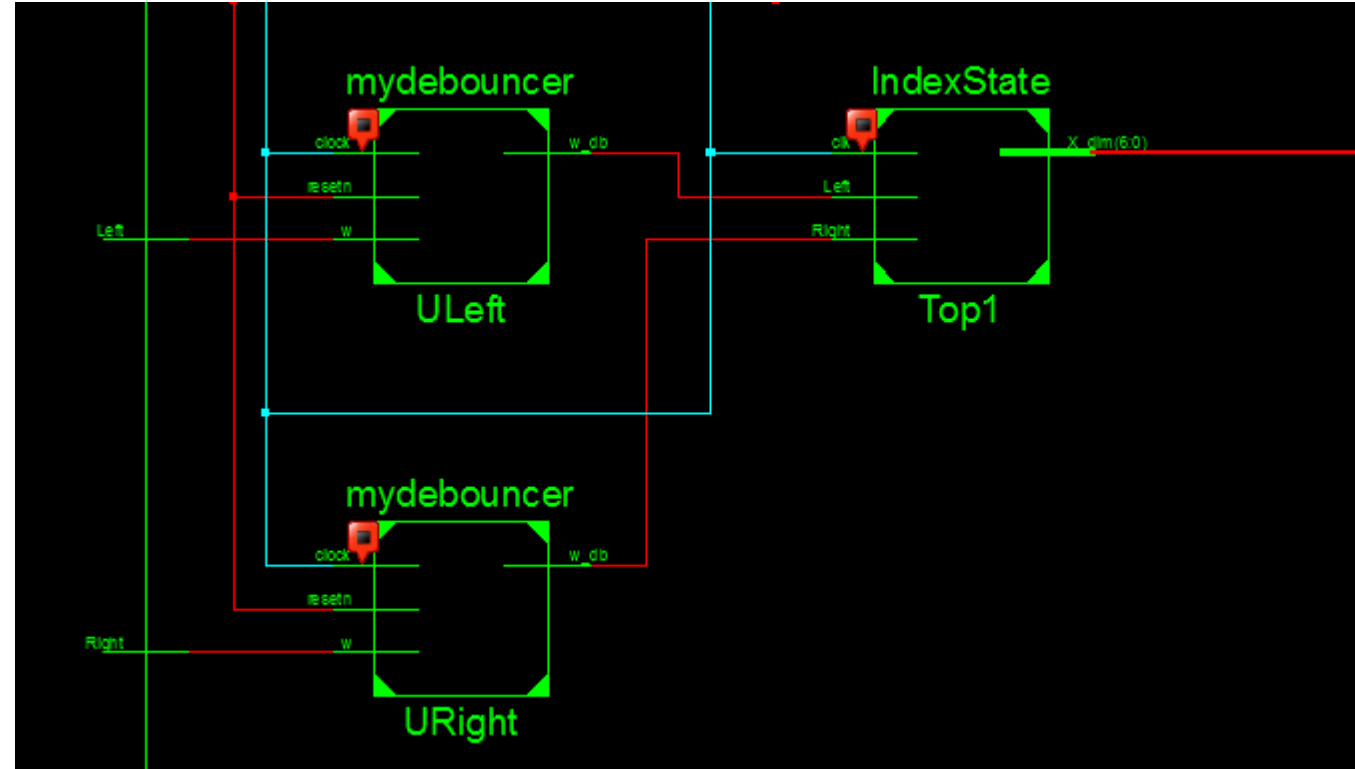 mydebouncer
IndexState
clock
w_db
clk
X_dim(6:0)
resetn
Left
Left
w
Right
ULeft
Top1
mydebouncer
clock
w_db
resetn
Right
w
URight